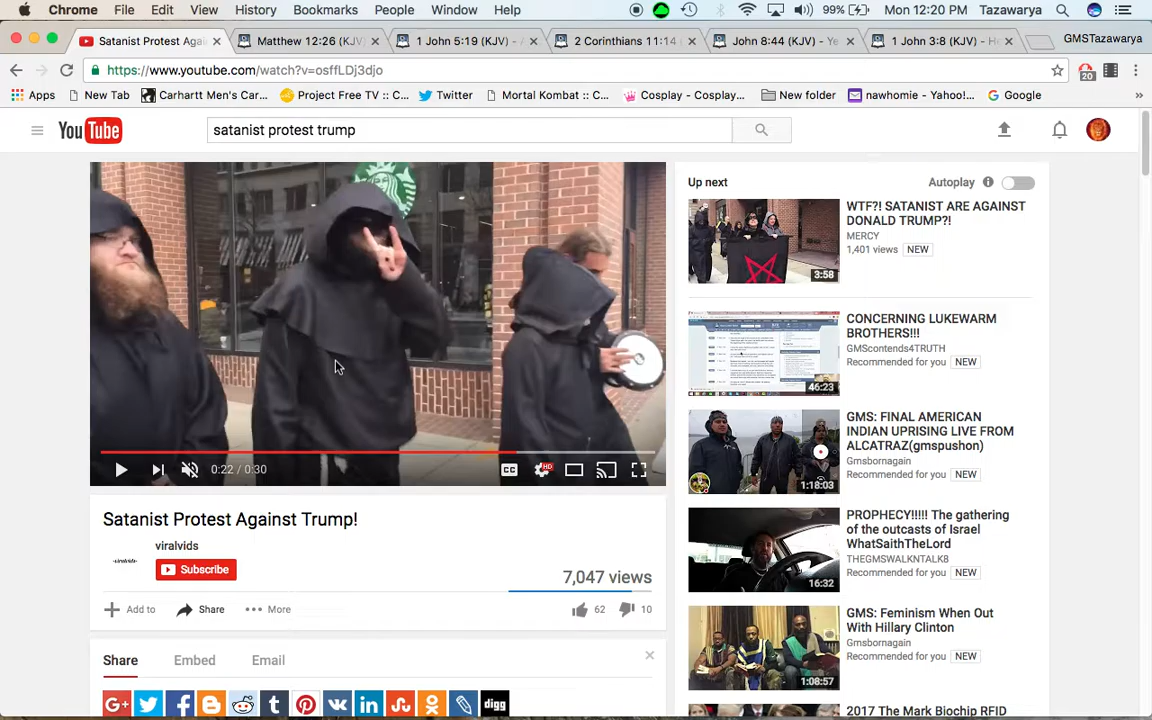 Chrome File Edit View History Bookmarks People Window Help 99% Mon 12:20 PM Tazawarya
Satanist Protest Agai Matthew 12:26 (KJV) 1 John 5:19 (KJV) - A 2 Corinthians 11:14 ( John 8:44 (KJV) - Ye 1 John 3:8 (KJV) - He GMSTazawarya
https://www.youtube.com/watch?v=osffLDj3djo 20
Apps New Tab Carhartt Men's Car... Project Free TV :: C... Twitter Mortal Kombat :: C... Cosplay - Cosplay... New folder nawhomie - Yahoo!... Google »
YouTube satanist protest trump
Up next Autoplay
WTF?! SATANIST ARE AGAINST
DONALD TRUMP?!
MERCY
1,401 views NEW
3:58
CONCERNING LUKEWARM
BROTHERS!!!
GMScontends4TRUTH
Recommended for you NEW
46:23
GMS: FINAL AMERICAN
INDIAN UPRISING LIVE FROM
ALCATRAZ(gmspushon)
Gmsbornagain
Recommended for you NEW
1:18:03
0:22 / 0:30 CC HD
Satanist Protest Against Trump!
viralvids
viralvids
Subscribe
7,047 views
Add to Share More 62 10
PROPHECY!!!!! The gathering
of the outcasts of Israel
WhatSaithTheLord
THEGMSWALKNTALK8
Recommended for you NEW
16:32
GMS: Feminism When Out
With Hillary Clinton
Gmsbornagain
Recommended for you NEW
1:08:57
Share Embed Email
G+ t in digg
2017 The Mark Biochip RFID